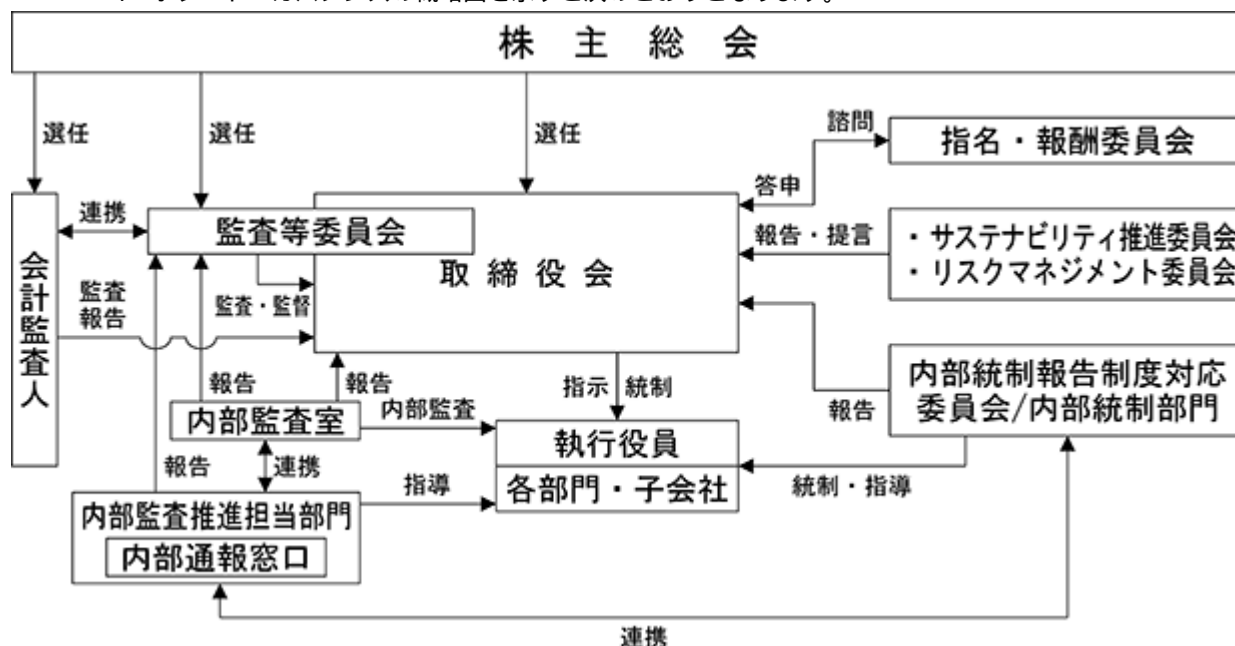 株主総会
選任
選任
選任
諮問
指名・報酬委員会
答申
連携
監査等委員会
報告・提言
・サステナビリティ推進委員会
・リスクマネジメント委員会
会計監査人
取締役会
監査・監督
監査
報告
報告
報告
指示
統制
報告
内部統制報告制度対応
委員会/内部統制部門
内部監査室
内部監査
執行役員
報告
連携
指導
各部門・子会社
統制・指導
内部監査推進担当部門
内部通報窓口
連携